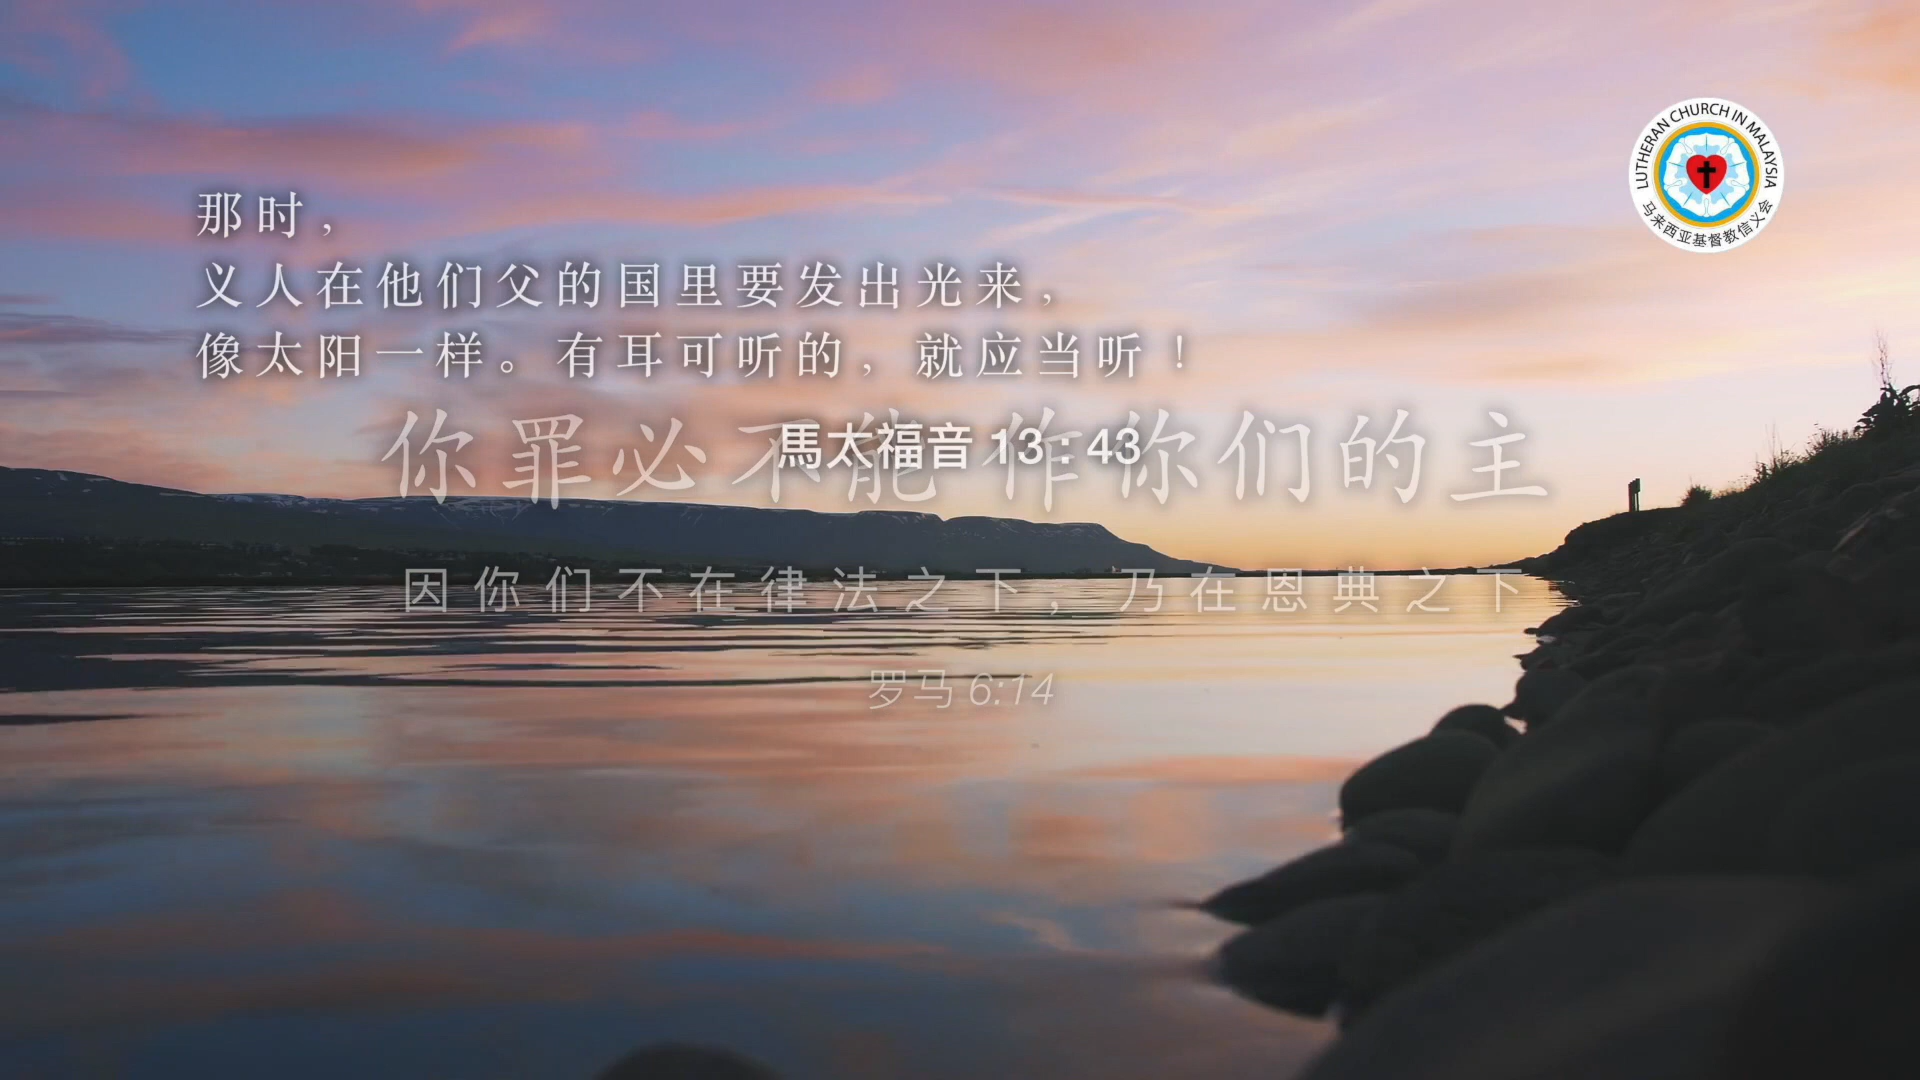 LUTHERAN CHURCH IN MALAYSIA
马来西亚基督教信义会
那时，
义人在他们父的国里要发出光来，
像太阳一样。有耳可听的，就应当听！
你罪必不能作你们的主
馬太福音 13 : 43
因你们不在律法之下，乃在恩典之下
罗马 6:14